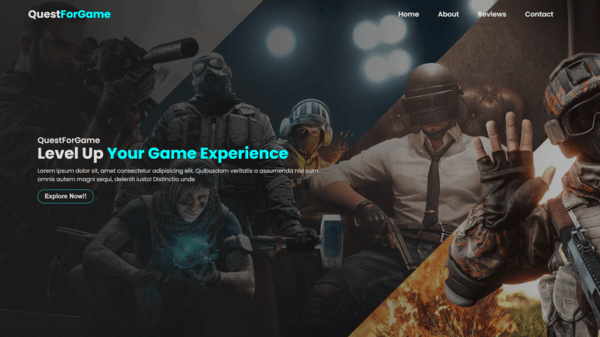 QuestForGame
Home About Reviews Contact
QuestForGame
Level Up Your Game Experience
Lorem ipsum dolor sit, amet consectetur adipisicing elit. Quibusdam veritatis a assumenda nisi cum
omnis autem magni sequi, deleniti iusto! Distinctio unde
Explore Now!!